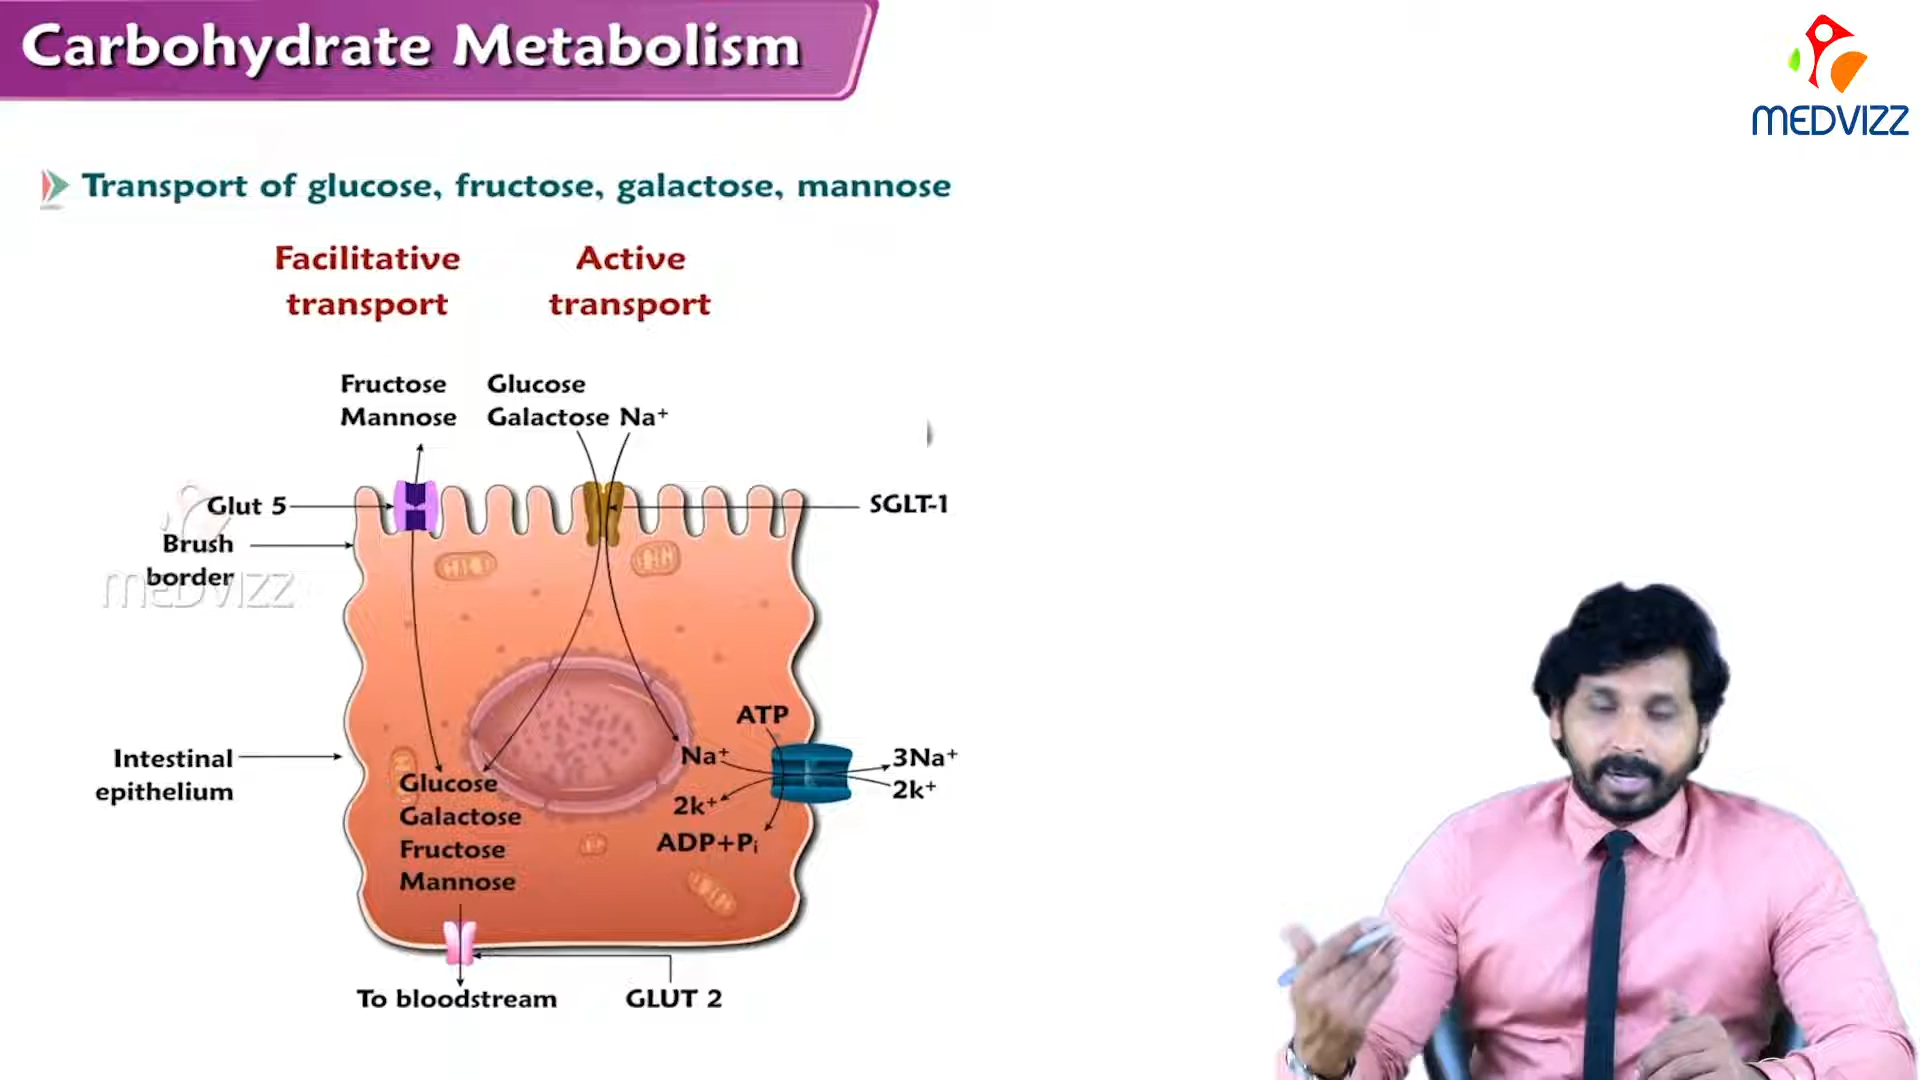 Carbohydrate Metabolism
MEDVIZZ
Transport of glucose, fructose, galactose, mannose
Facilitative
transport
Active
transport
Fructose
Mannose
Glucose
Galactose Na⁺
Glut 5
SGLT-1
Brush
border
MEDVIZZ
ATP
Intestinal
epithelium
Na⁺
3Na⁺
2k⁺
2k⁺
ADP+Pᵢ
Glucose
Galactose
Fructose
Mannose
To bloodstream
GLUT 2